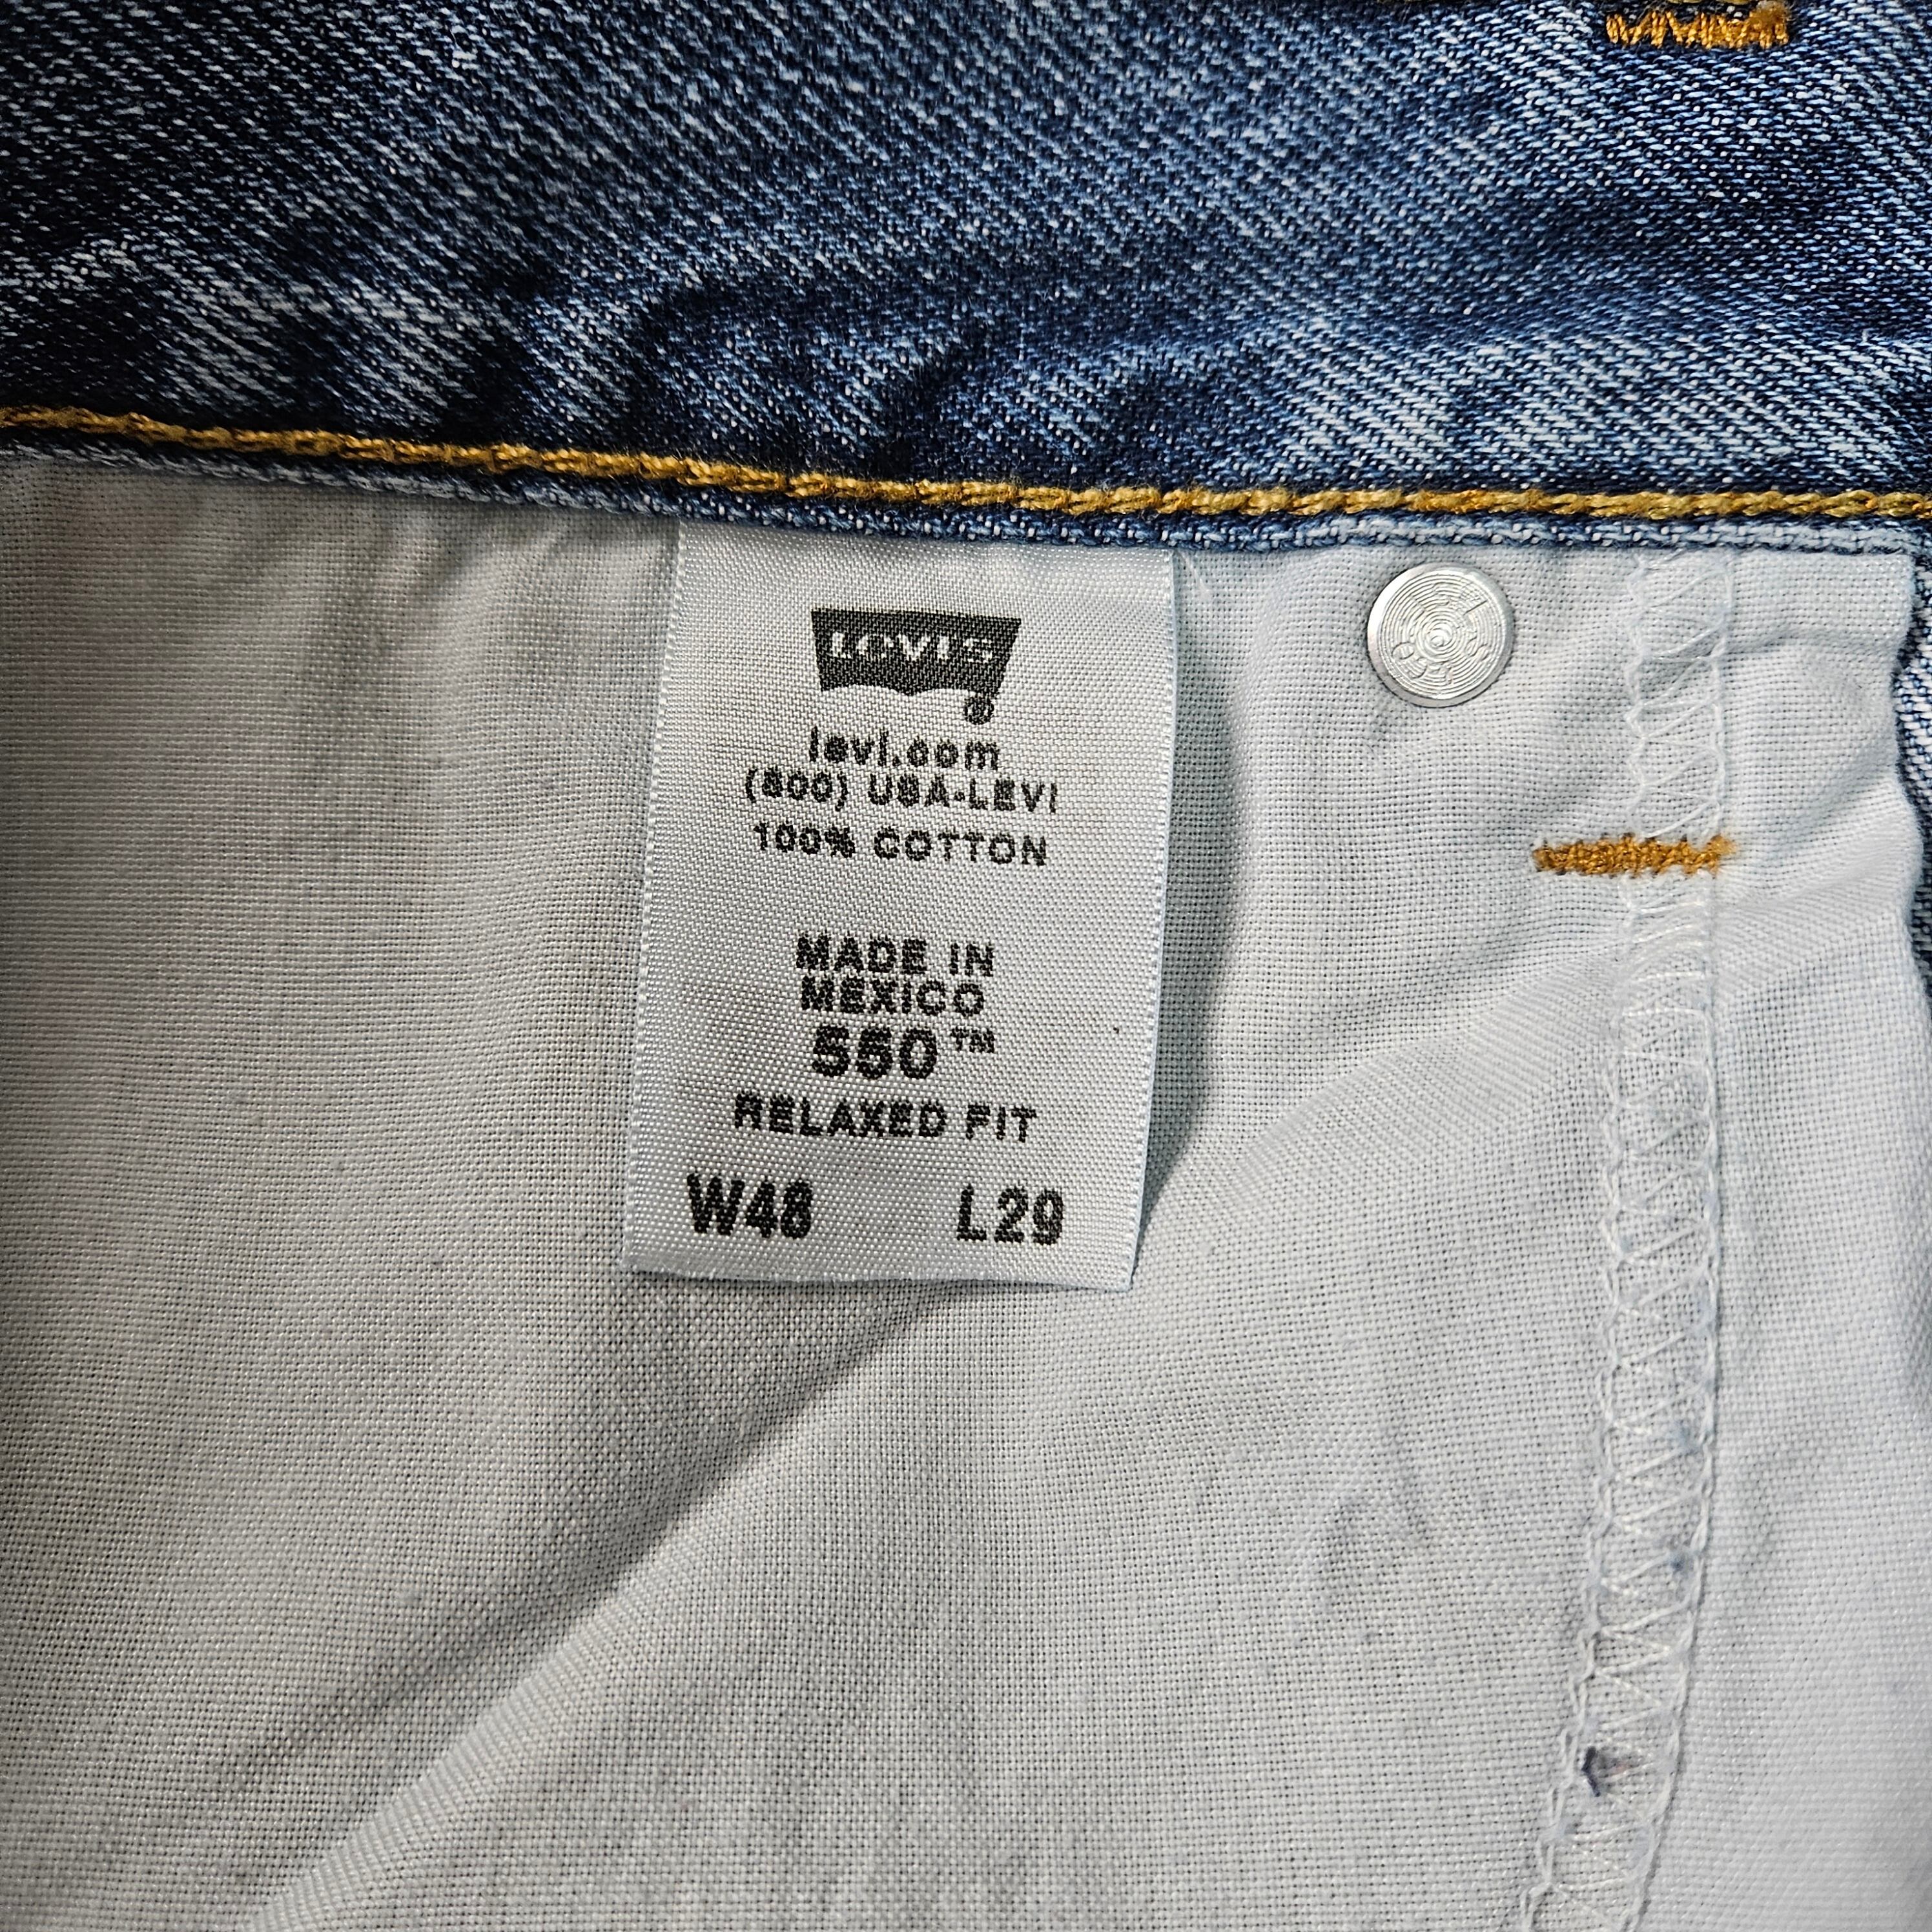 LEVI'S
®
levi.com
(800) USA-LEVI
100% COTTON
MADE IN
MEXICO
550™
RELAXED FIT
W48 L29